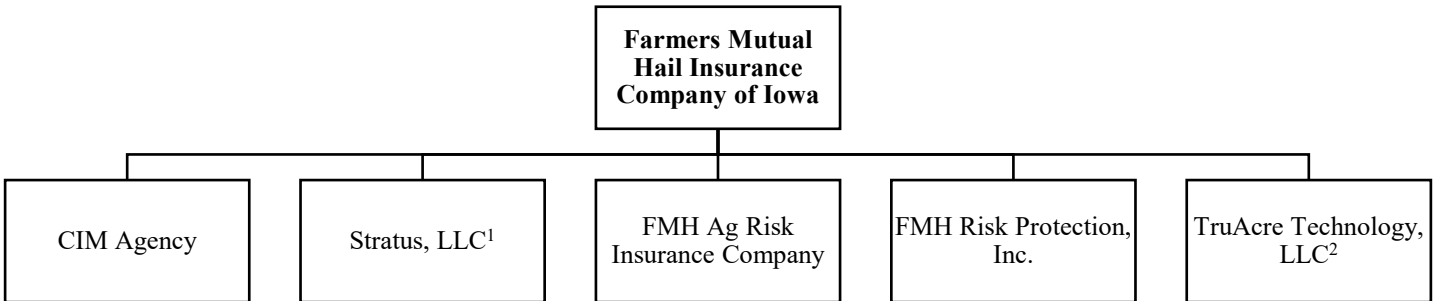 Farmers Mutual
Hail Insurance
Company of Iowa
CIM Agency
Stratus, LLC¹
FMH Ag Risk
Insurance Company
FMH Risk Protection,
Inc.
TruAcre Technology,
LLC²